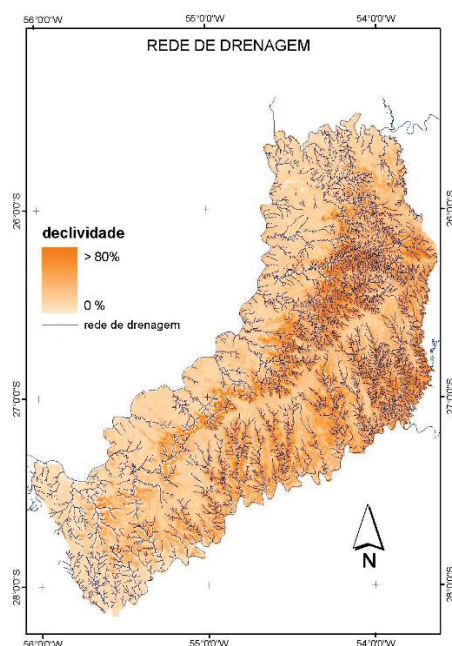 56°0'0"W 55°0'0"W 54°0'0"W
REDE DE DRENAGEM
26°0'0"S 26°0'0"S
declividade
> 80%
0 %
rede de drenagem
27°0'0"S 27°0'0"S
N
28°0'0"S 28°0'0"S
56°0'0"W 55°0'0"W 54°0'0"W